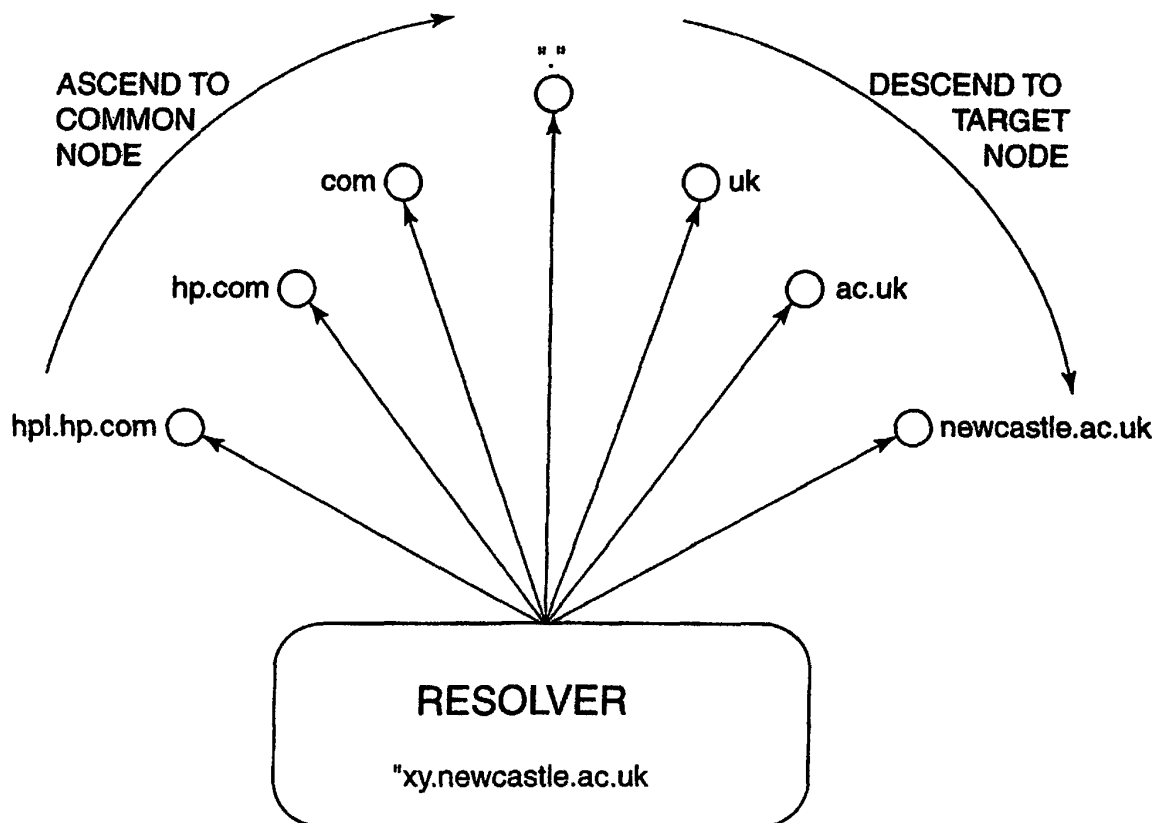 "."
ASCEND TO
COMMON
NODE
DESCEND TO
TARGET
NODE
com
uk
hp.com
ac.uk
hpl.hp.com
newcastle.ac.uk
RESOLVER
"xy.newcastle.ac.uk